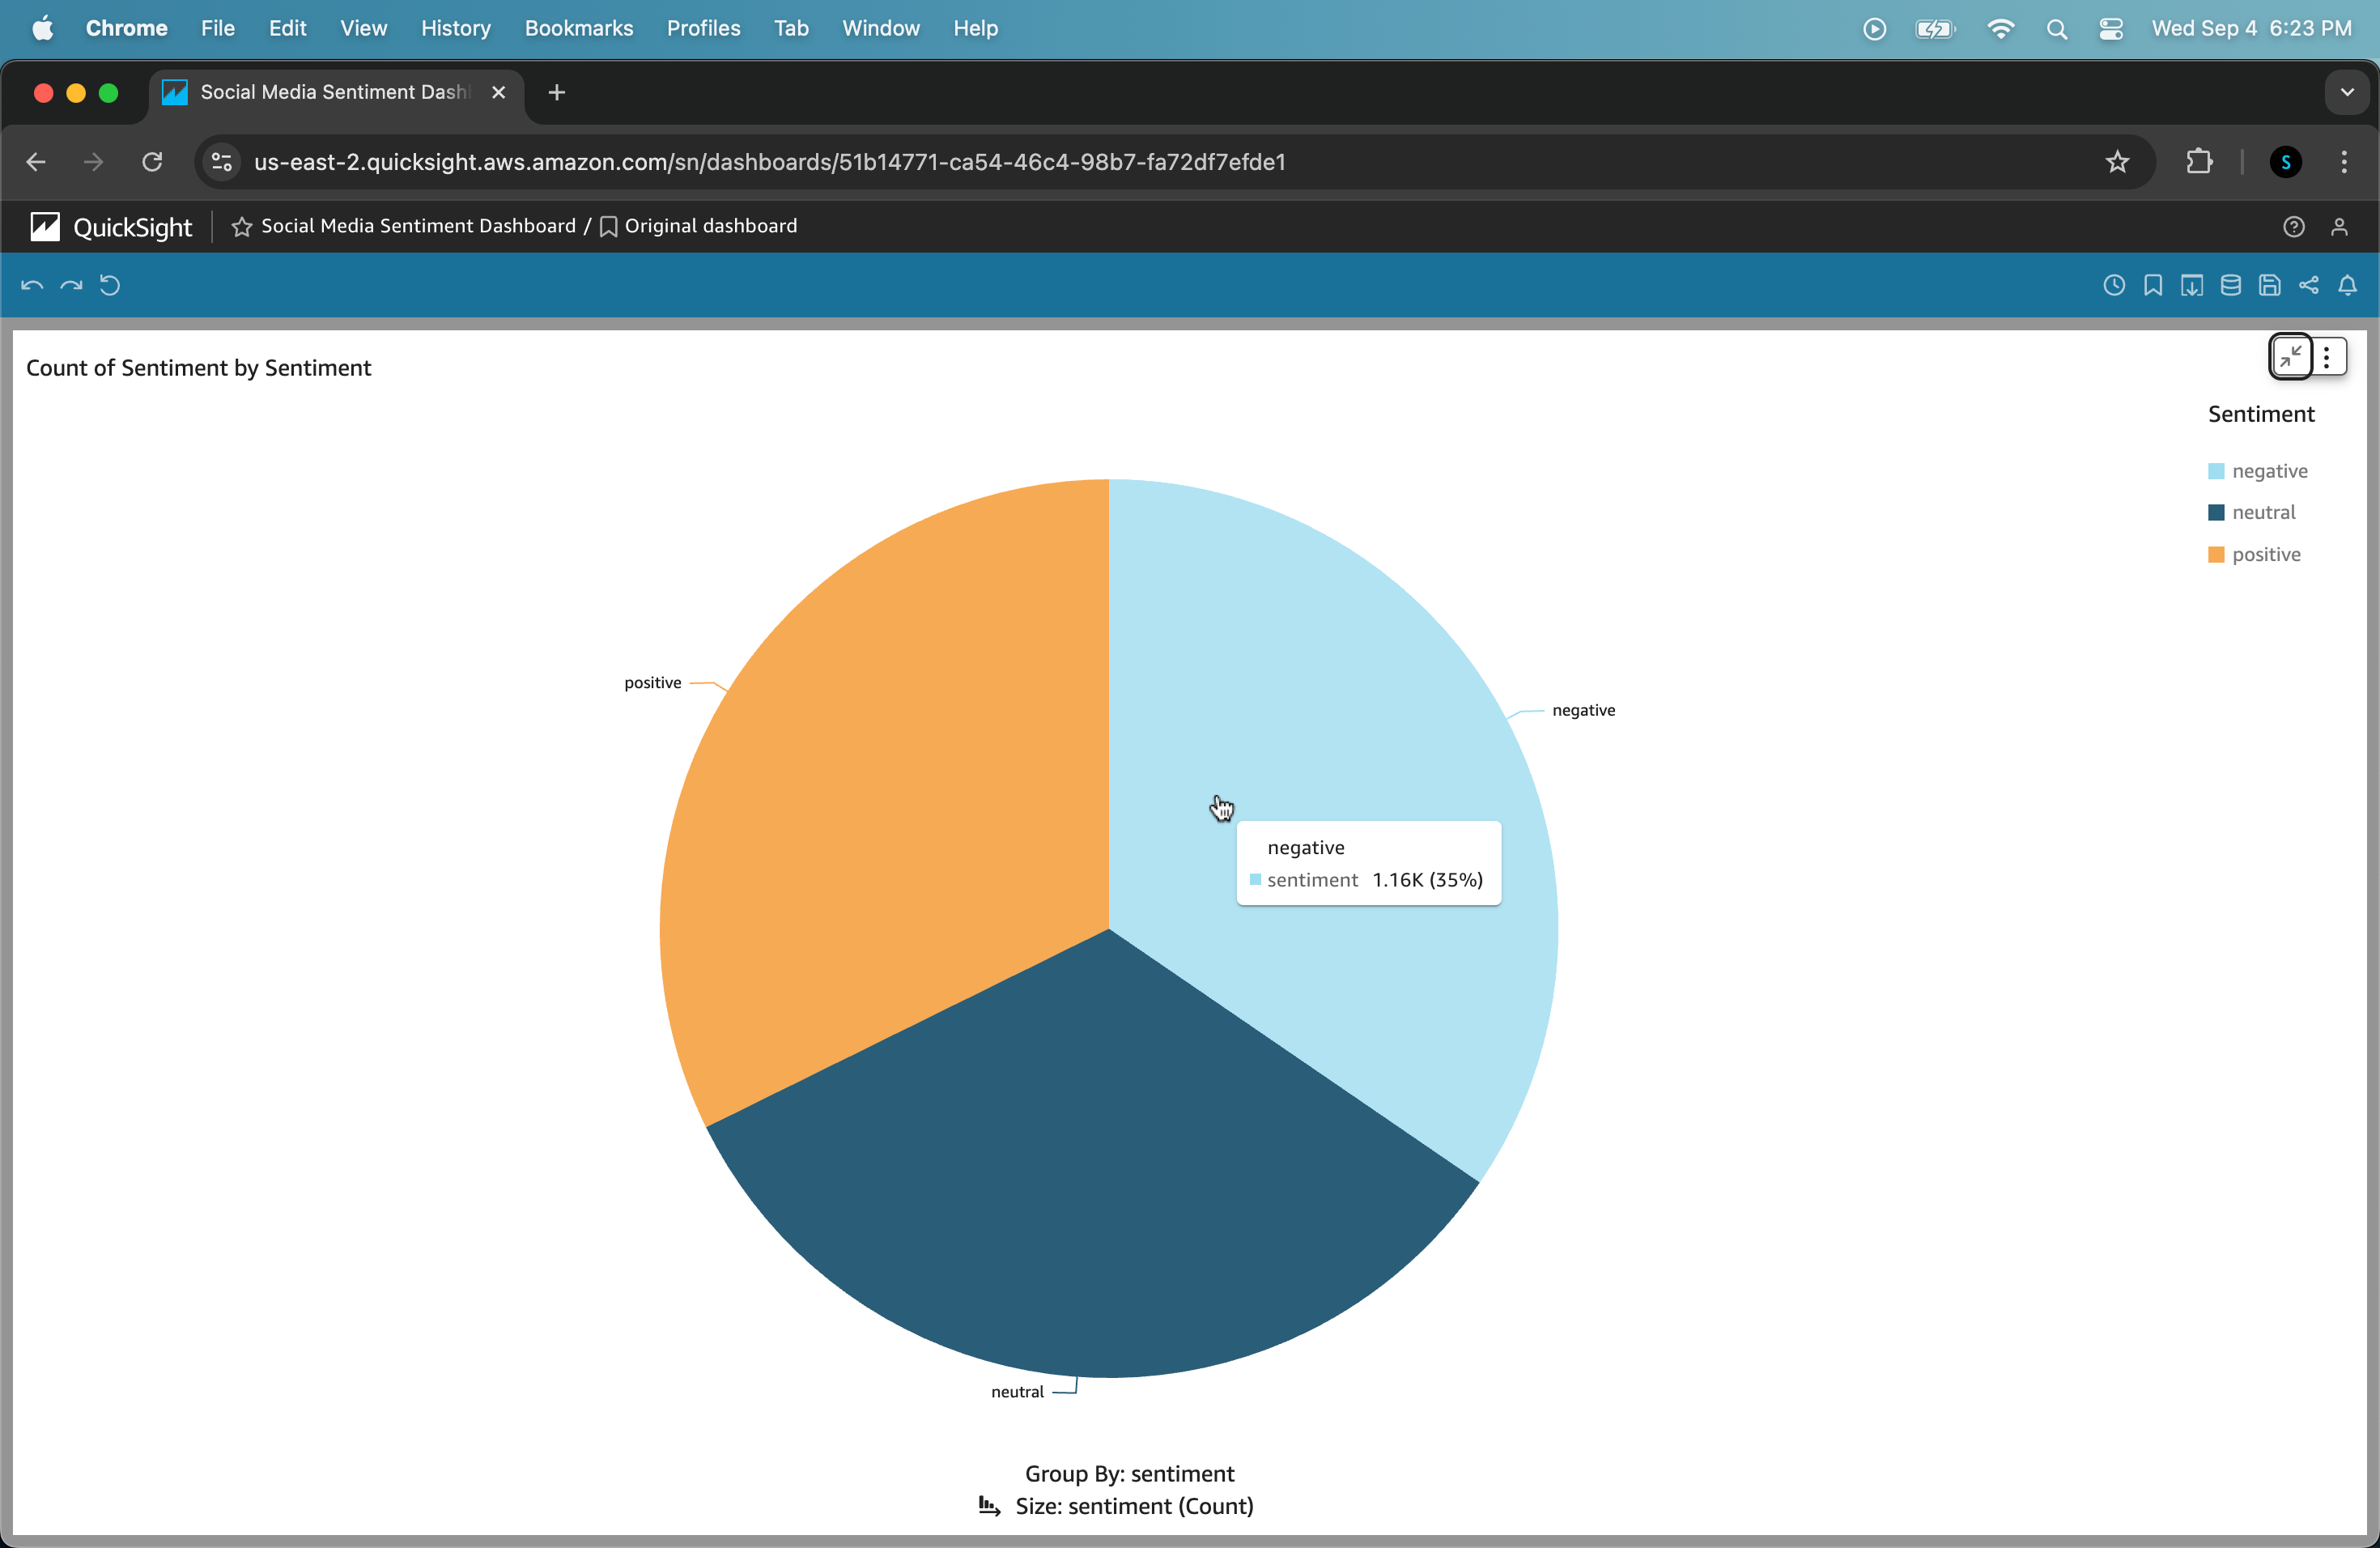 Chrome File Edit View History Bookmarks Profiles Tab Window Help Wed Sep 4 6:23 PM
Social Media Sentiment Dash
us-east-2.quicksight.aws.amazon.com/sn/dashboards/51b14771-ca54-46c4-98b7-fa72df7efde1
S
QuickSight Social Media Sentiment Dashboard / Original dashboard
Count of Sentiment by Sentiment
Sentiment
negative
neutral
positive
positive
negative
negative
sentiment 1.16K (35%)
neutral
Group By: sentiment
Size: sentiment (Count)